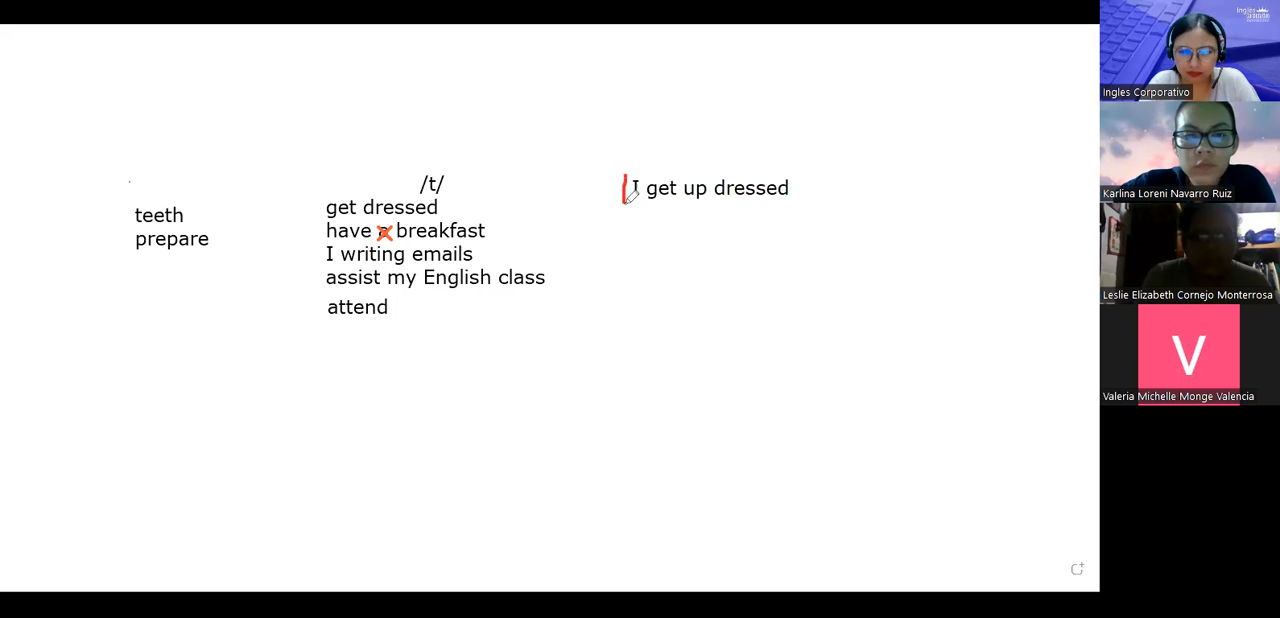 teeth
prepare
/t/
get dressed
have a breakfast
I writing emails
assist my English class
attend
I get up dressed
Ingles Corporativo
Karlina Loreni Navarro Ruiz
Leslie Elizabeth Cornejo Monterrosa
V
Valeria Michelle Monge Valencia